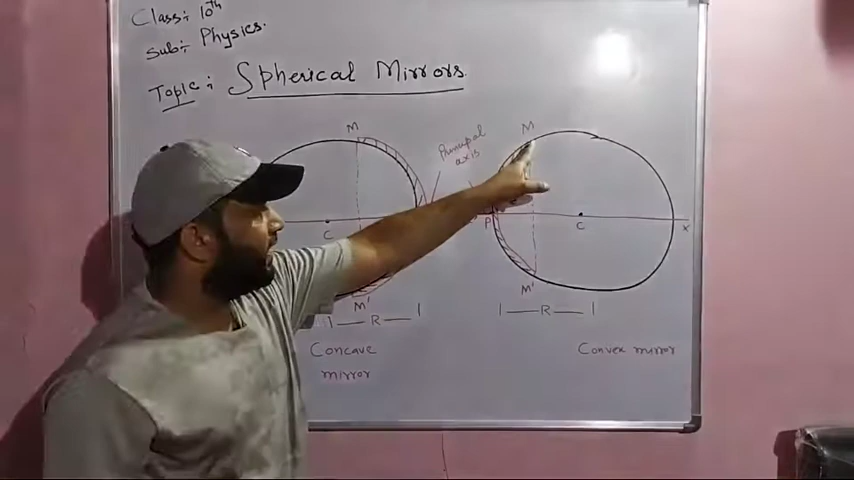 Class:- 10th
Sub:- Physics.
Topic:- Spherical Mirrors
M
M
Principal
axis
C
P
C
X
M'
M'
R
R
Concave
mirror
Convex mirror